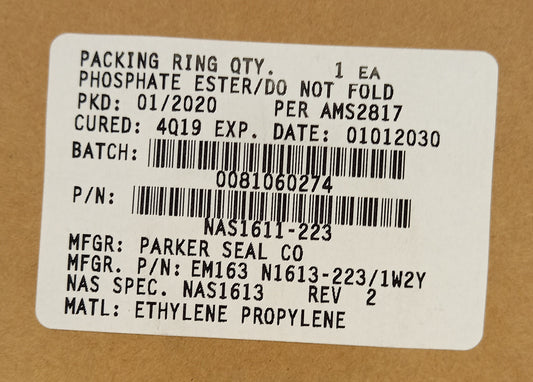 PACKING RING QTY. 1 EA
PHOSPHATE ESTER/DO NOT FOLD
PKD: 01/2020 PER AMS2817
CURED: 4Q19 EXP. DATE: 01012030
BATCH:
0081060274
P/N:
NAS1611-223
MFGR: PARKER SEAL CO
MFGR. P/N: EM163 N1613-223/1W2Y
NAS SPEC. NAS1613 REV 2
MATL: ETHYLENE PROPYLENE